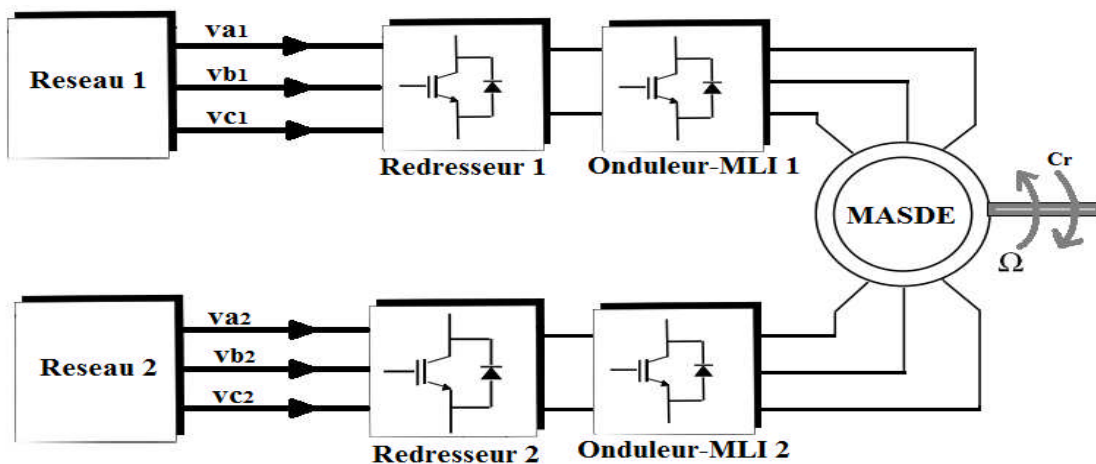 Reseau 1
va1
vb1
vc1
Redresseur 1
Onduleur-MLI 1
MASDE
Cr
Ω
Reseau 2
va2
vb2
vc2
Redresseur 2
Onduleur-MLI 2